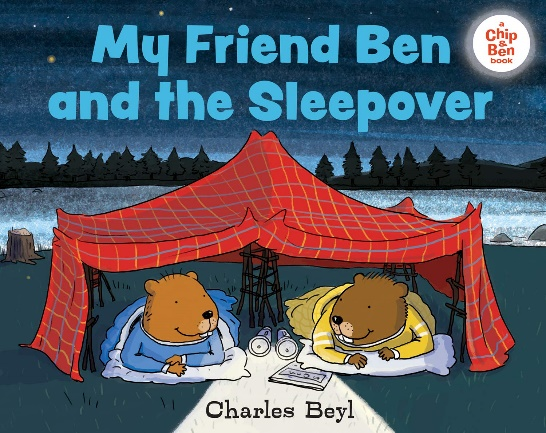 My Friend Ben
and the Sleepover
a
Chip
&
Ben
book
Charles Beyl